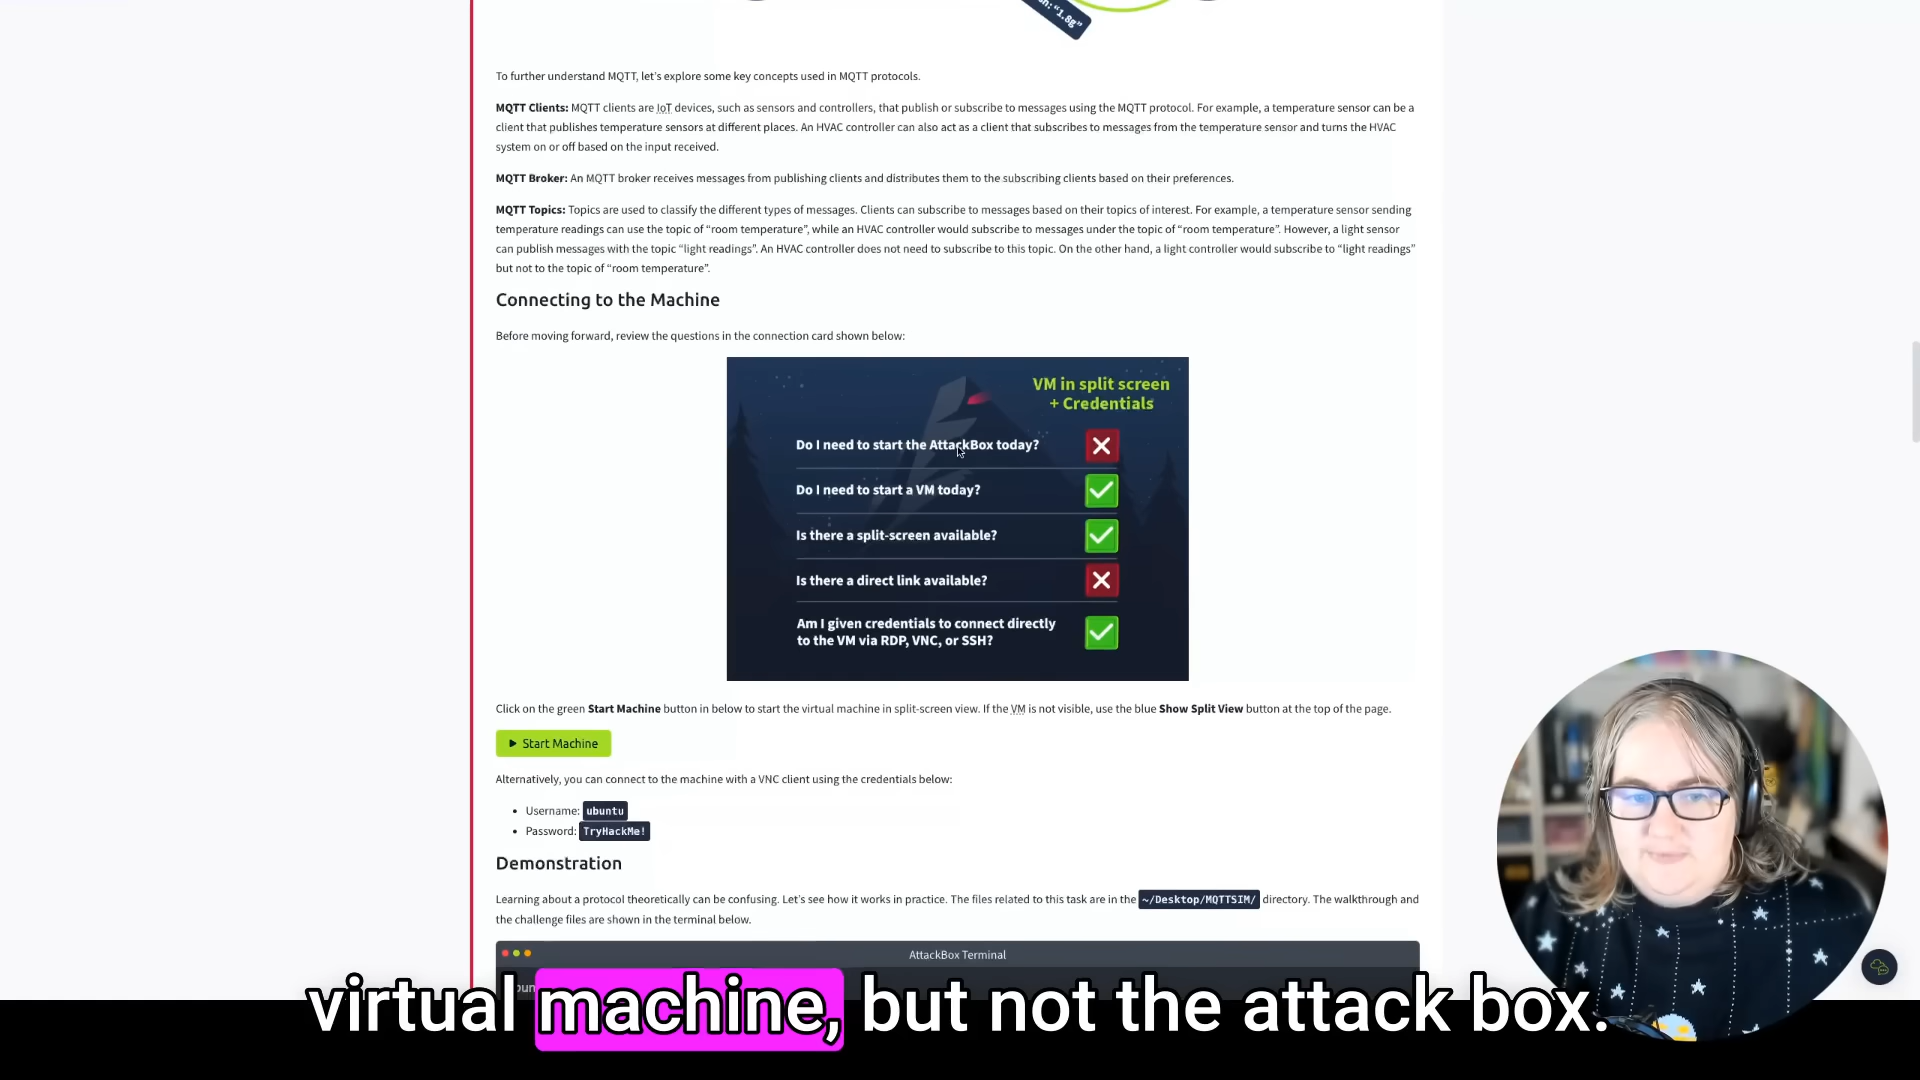 n: "1.8g"
To further understand MQTT, let's explore some key concepts used in MQTT protocols.
MQTT Clients: MQTT clients are IoT devices, such as sensors and controllers, that publish or subscribe to messages using the MQTT protocol. For example, a temperature sensor can be a
client that publishes temperature sensors at different places. An HVAC controller can also act as a client that subscribes to messages from the temperature sensor and turns the HVAC
system on or off based on the input received.
MQTT Broker: An MQTT broker receives messages from publishing clients and distributes them to the subscribing clients based on their preferences.
MQTT Topics: Topics are used to classify the different types of messages. Clients can subscribe to messages based on their topics of interest. For example, a temperature sensor sending
temperature readings can use the topic of “room temperature”, while an HVAC controller would subscribe to messages under the topic of “room temperature”. However, a light sensor
can publish messages with the topic “light readings”. An HVAC controller does not need to subscribe to this topic. On the other hand, a light controller would subscribe to “light readings”
but not to the topic of “room temperature”.
Connecting to the Machine
Before moving forward, review the questions in the connection card shown below:
VM in split screen
+ Credentials
Do I need to start the AttackBox today?
Do I need to start a VM today?
Is there a split-screen available?
Is there a direct link available?
Am I given credentials to connect directly
to the VM via RDP, VNC, or SSH?
Click on the green Start Machine button in below to start the virtual machine in split-screen view. If the VM is not visible, use the blue Show Split View button at the top of the page.
Start Machine
Alternatively, you can connect to the machine with a VNC client using the credentials below:
• Username: ubuntu
• Password: TryHackMe!
Demonstration
Learning about a protocol theoretically can be confusing. Let's see how it works in practice. The files related to this task are in the ~/Desktop/MQTTSIM/ directory. The walkthrough and
the challenge files are shown in the terminal below.
AttackBox Terminal
virtual machine, but not the attack box.